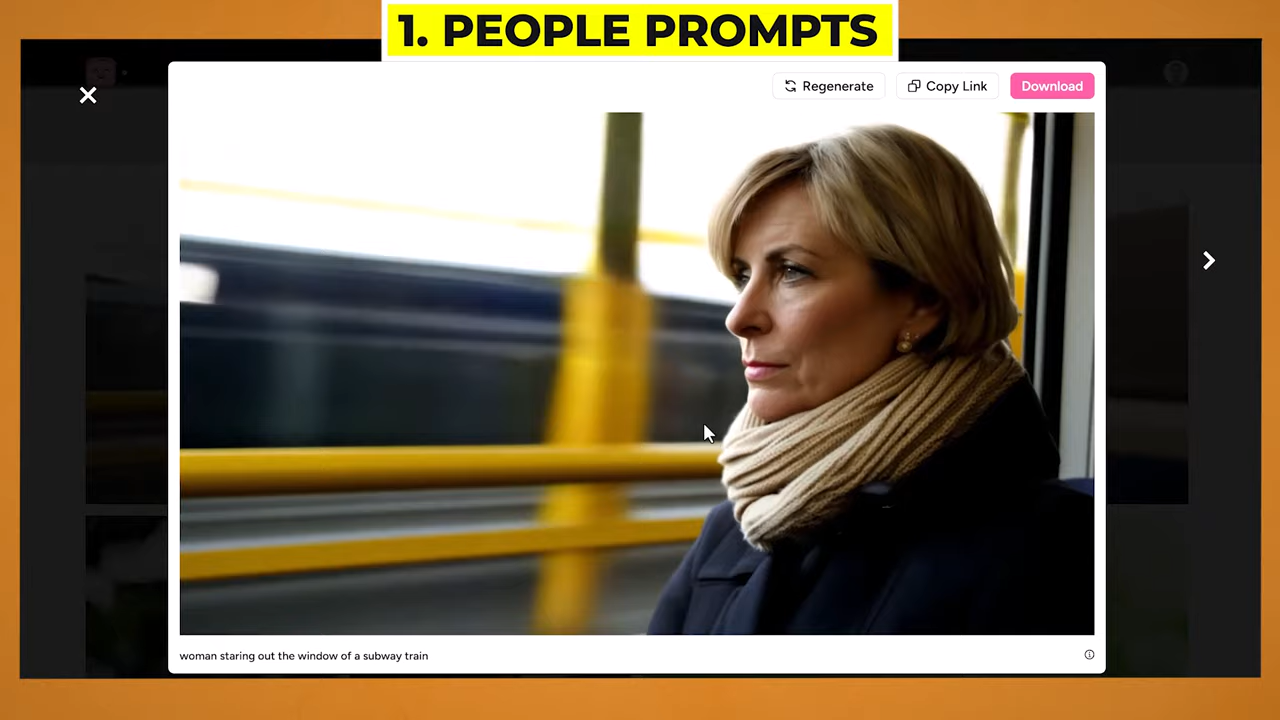 1. PEOPLE PROMPTS
Regenerate
Copy Link
Download
woman staring out the window of a subway train